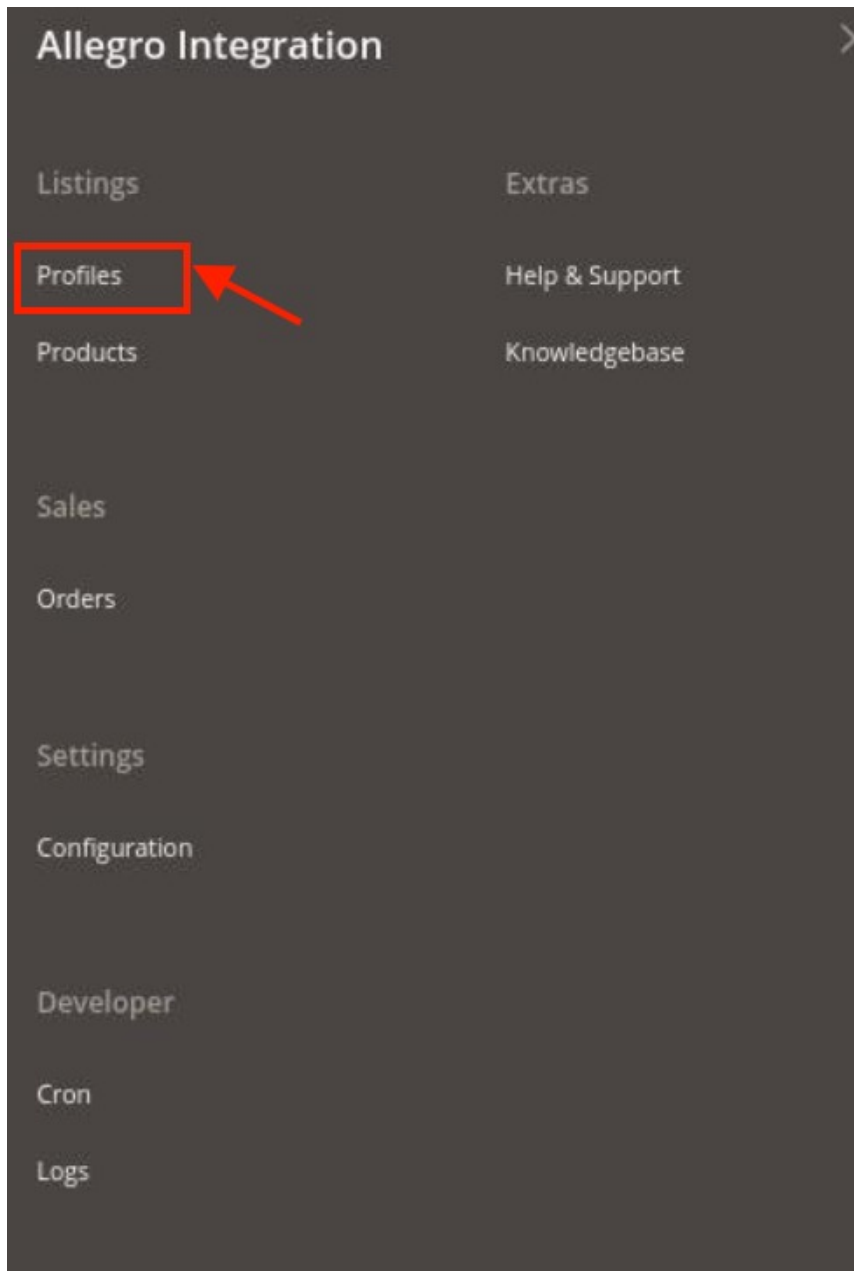 Allegro Integration
Listings
Profiles
Products
Sales
Orders
Settings
Configuration
Developer
Cron
Logs
Extras
Help & Support
Knowledgebase